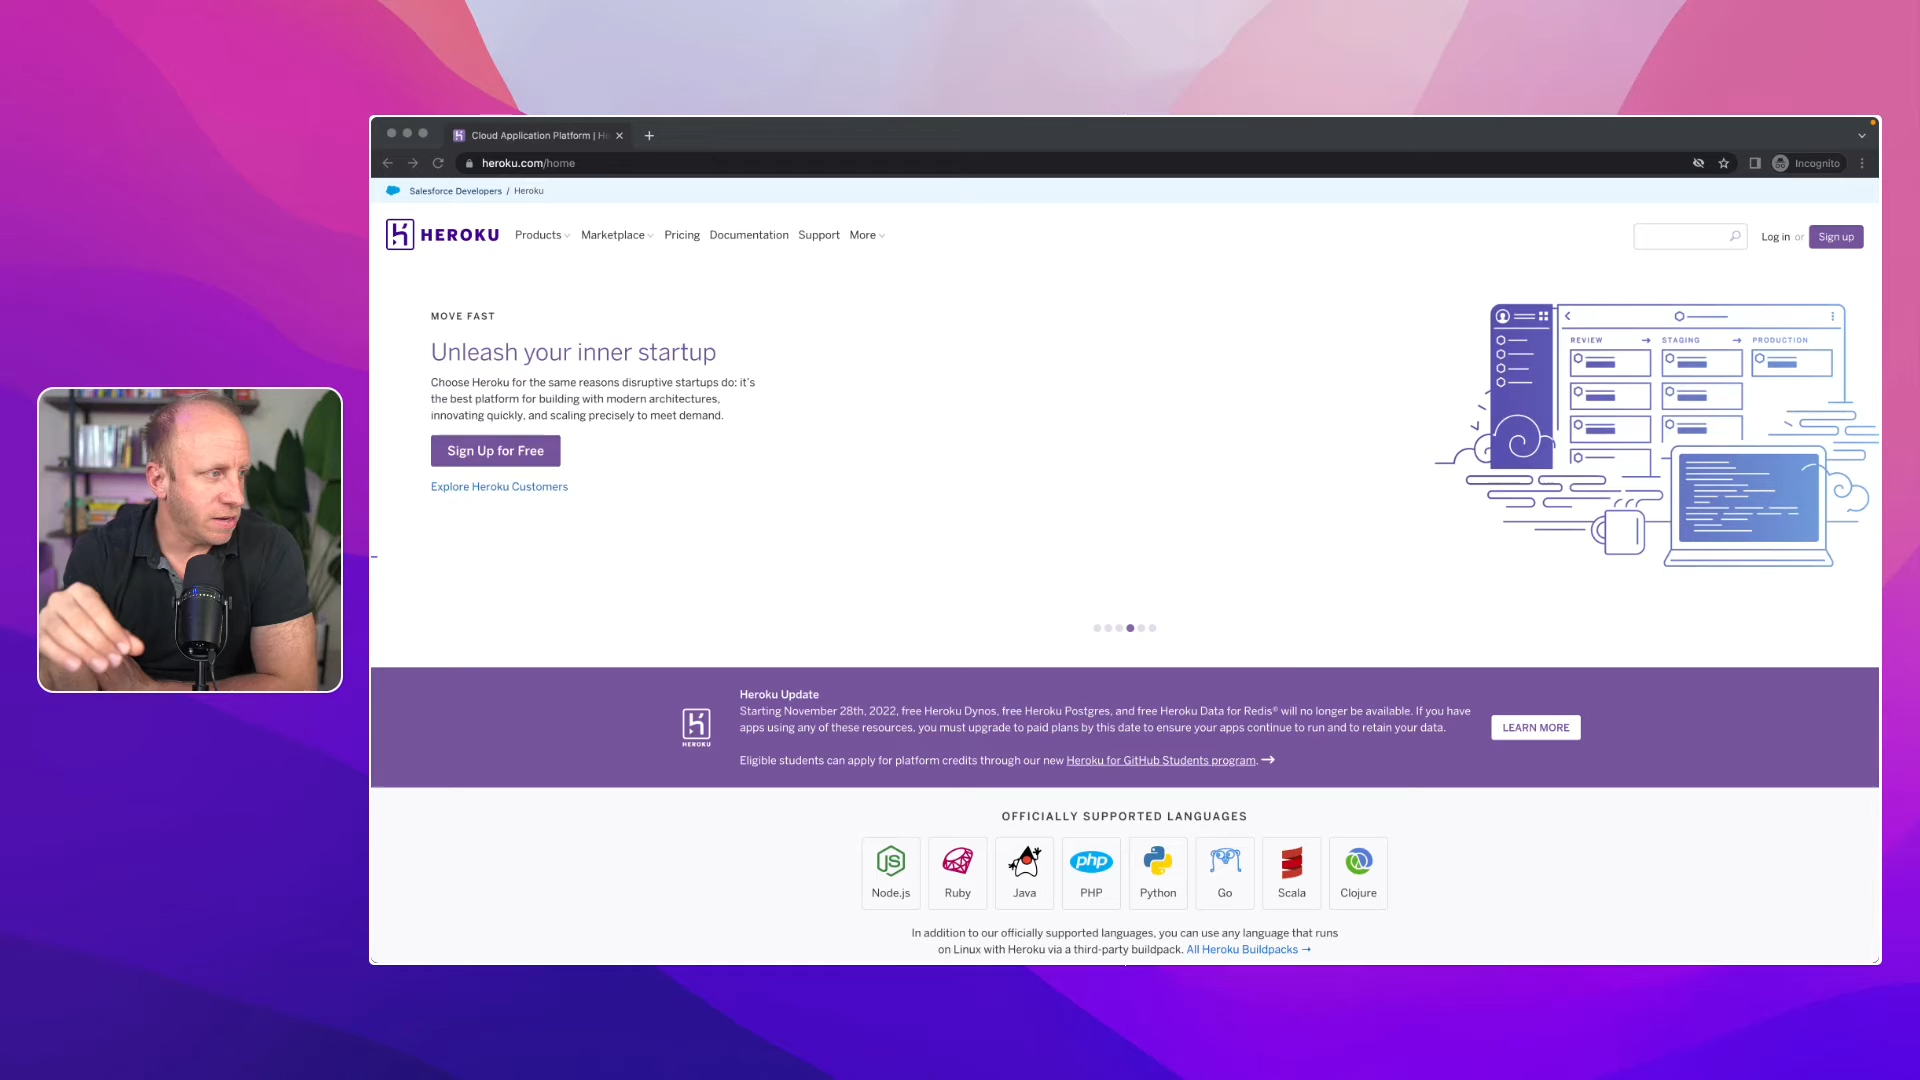 Cloud Application Platform | He
heroku.com/home
Incognito
Salesforce Developers / Heroku
HEROKU
Products
Marketplace
Pricing
Documentation
Support
More
Log in or
Sign up
MOVE FAST
Unleash your inner startup
Choose Heroku for the same reasons disruptive startups do: it's
the best platform for building with modern architectures,
innovating quickly, and scaling precisely to meet demand.
Sign Up for Free
Explore Heroku Customers
REVIEW
STAGING
PRODUCTION
Heroku Update
Starting November 28th, 2022, free Heroku Dynos, free Heroku Postgres, and free Heroku Data for Redis® will no longer be available. If you have
apps using any of these resources, you must upgrade to paid plans by this date to ensure your apps continue to run and to retain your data.
HEROKU
LEARN MORE
Eligible students can apply for platform credits through our new Heroku for GitHub Students program. →
OFFICIALLY SUPPORTED LANGUAGES
JS
php
Node.js
Ruby
Java
PHP
Python
Go
Scala
Clojure
In addition to our officially supported languages, you can use any language that runs
on Linux with Heroku via a third-party buildpack. All Heroku Buildpacks →